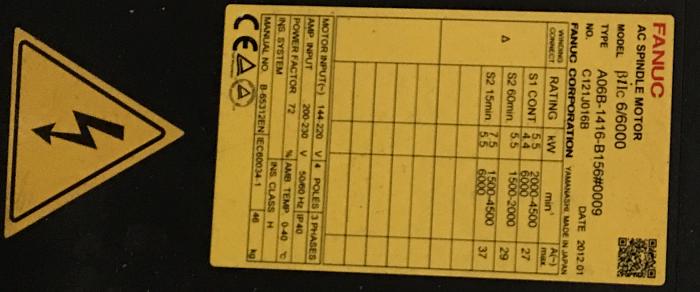 FANUC
AC SPINDLE MOTOR
MODEL βIIc 6/6000
TYPE A06B-1416-B156#0009
NO. C121J016B DATE 2012.01
FANUC CORPORATION YAMANASHI MADE IN JAPAN
WINDING CONNECT RATING kW min⁻¹ A(~) max.
S1 CONT. 5.5 2000-4500 27
4.4 6000
Δ S2 60min. 5.5 1500-2000 29
S2 15min. 7.5 1500-4500 37
5.5 6000
MOTOR INPUT(~) 144-220 V 4 POLES 3 PHASES
AMP INPUT 200-230 V 50/60 Hz IP40
POWER FACTOR 72 % AMB. TEMP. 0-40 ℃
INS. SYSTEM INS. CLASS H
MANUAL NO. B-65312EN IEC60034-1 46 kg
CE